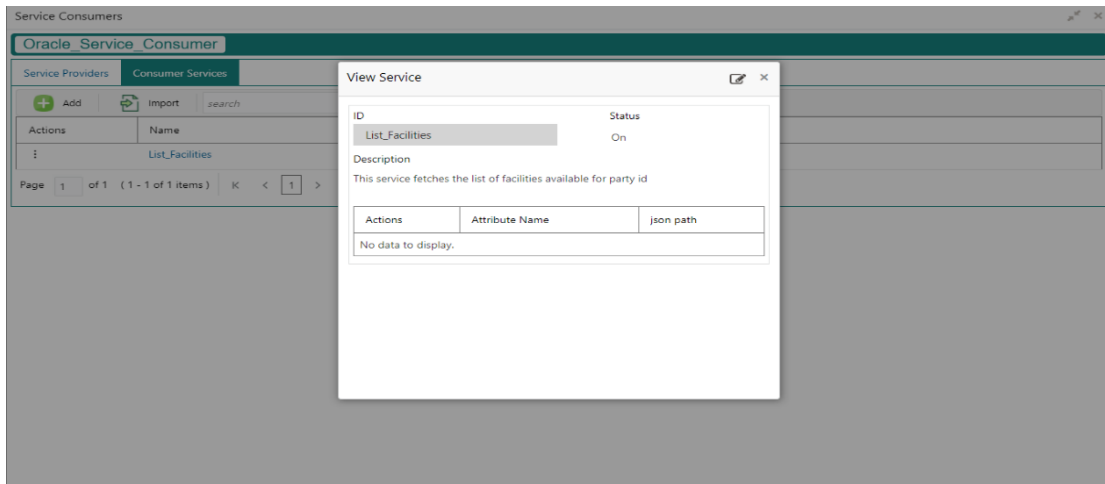 Service Consumers
Oracle_Service_Consumer
Service Providers Consumer Services
Add Import search
Actions Name
List_Facilities
Page 1 of 1 (1 - 1 of 1 items) K < 1 >
View Service
ID Status
List_Facilities On
Description
This service fetches the list of facilities available for party id
Actions Attribute Name json path
No data to display.